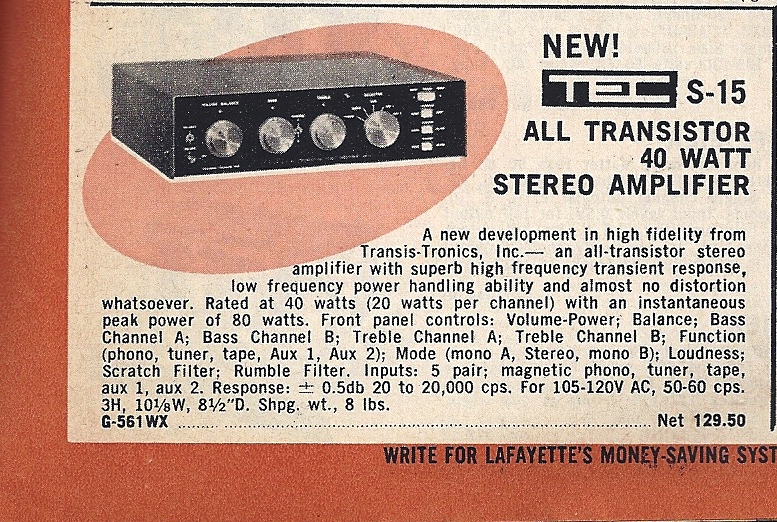 NEW!
TEC S-15
ALL TRANSISTOR
40 WATT
STEREO AMPLIFIER
A new development in high fidelity from
Transis-Tronics, Inc.— an all-transistor stereo
amplifier with superb high frequency transient response,
low frequency power handling ability and almost no distortion
whatsoever. Rated at 40 watts (20 watts per channel) with an instantaneous
peak power of 80 watts. Front panel controls: Volume-Power; Balance; Bass
Channel A; Bass Channel B; Treble Channel A; Treble Channel B; Function
(phono, tuner, tape, Aux 1, Aux 2); Mode (mono A, Stereo, mono B); Loudness;
Scratch Filter; Rumble Filter. Inputs: 5 pair; magnetic phono, tuner, tape,
aux 1, aux 2. Response: ± 0.5db 20 to 20,000 cps. For 105-120V AC, 50-60 cps.
3H, 10⅛W, 8½"D. Shpg. wt., 8 lbs.
G-561WX ........ Net 129.50
WRITE FOR LAFAYETTE'S MONEY-SAVING SYST